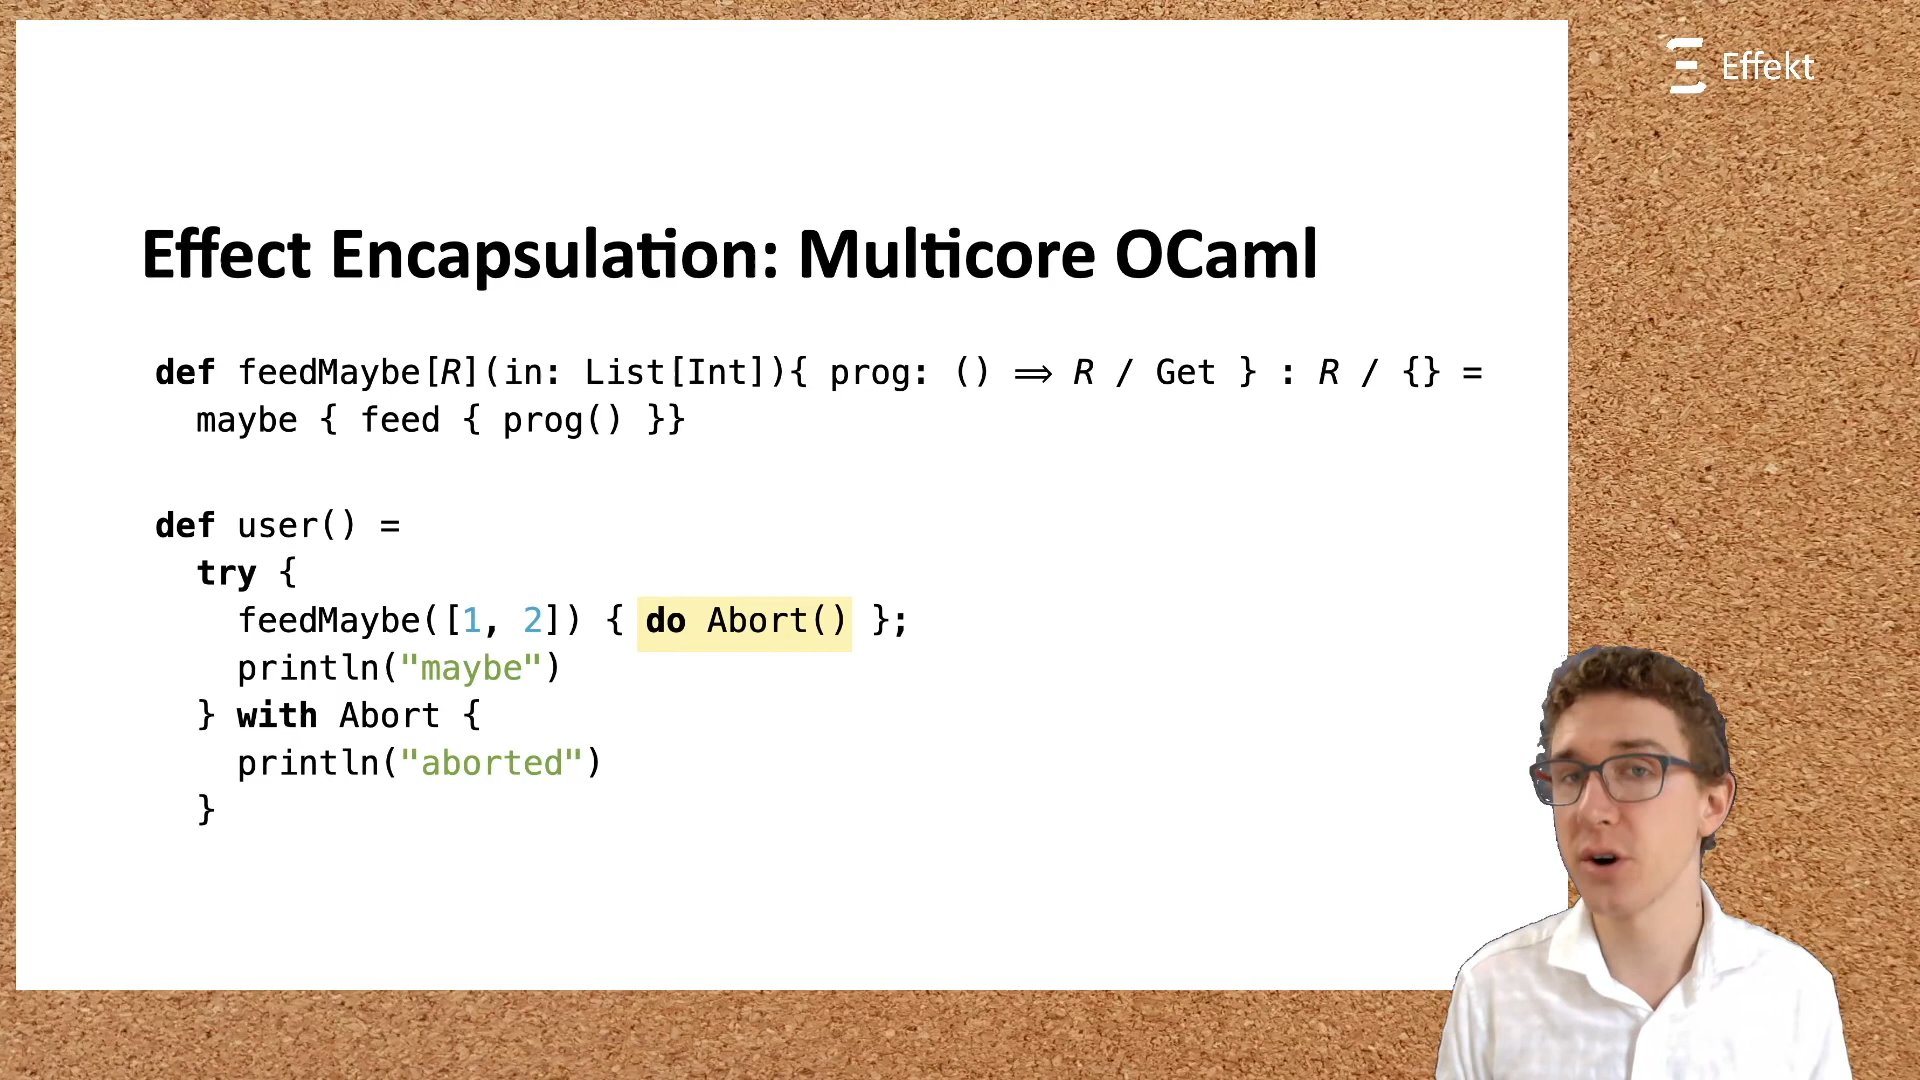 Effekt
Effect Encapsulation: Multicore OCaml
def feedMaybe[R](in: List[Int]){ prog: () ⟹ R / Get } : R / {} =
  maybe { feed { prog() }}
def user() =
  try {
    feedMaybe([1, 2]) { do Abort() };
    println("maybe")
  } with Abort {
    println("aborted")
  }